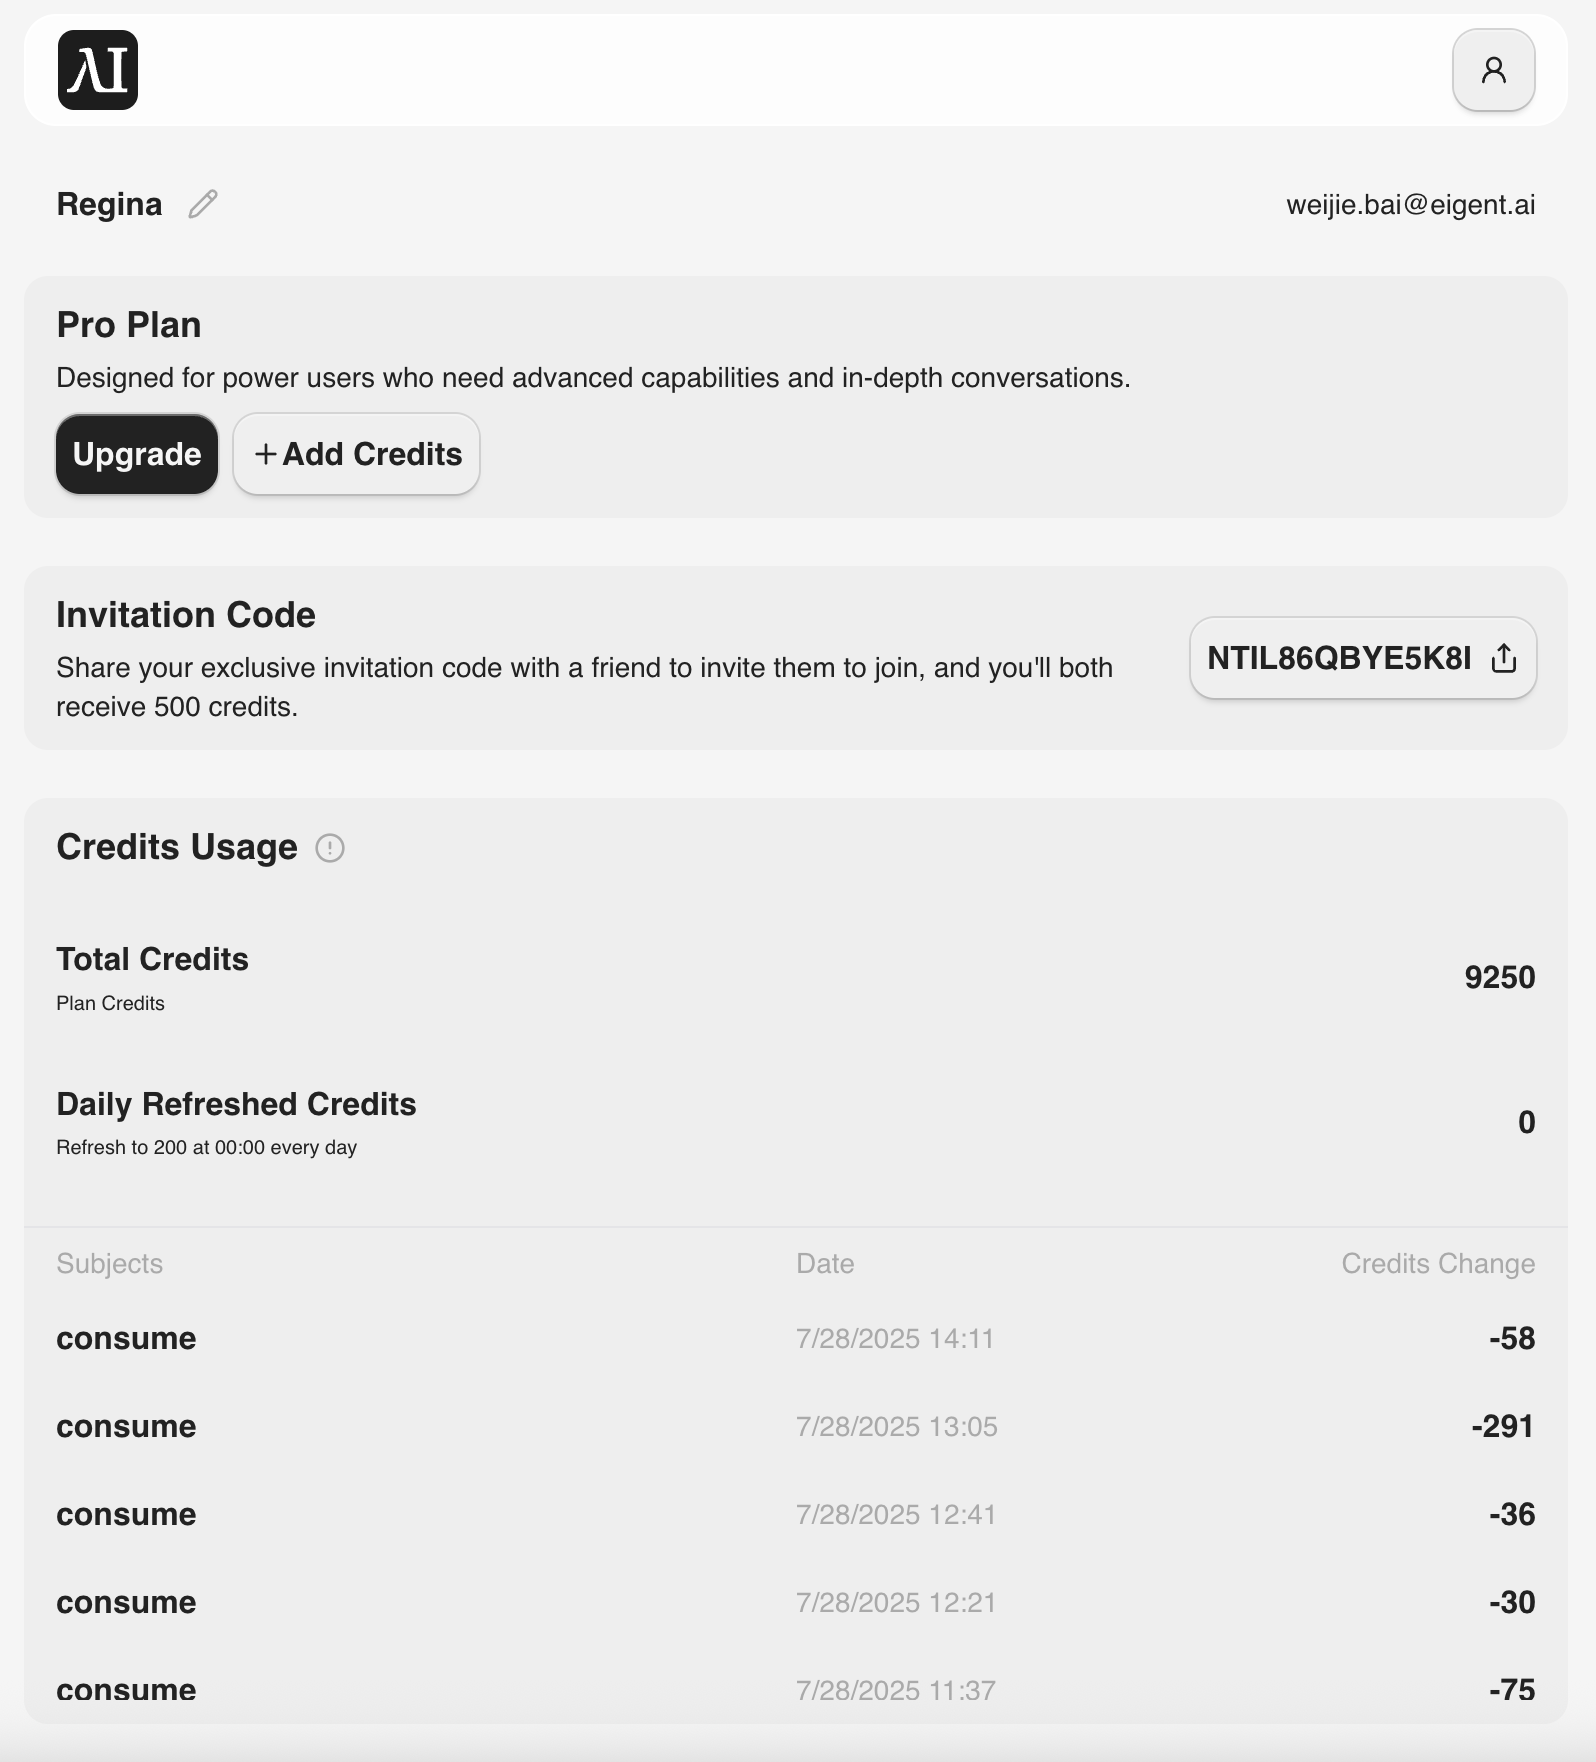 AI
Regina
weijie.bai@eigent.ai
Pro Plan
Designed for power users who need advanced capabilities and in-depth conversations.
Upgrade
+Add Credits
Invitation Code
Share your exclusive invitation code with a friend to invite them to join, and you'll both
receive 500 credits.
NTIL86QBYE5K8I
Credits Usage
Total Credits
Plan Credits
9250
Daily Refreshed Credits
Refresh to 200 at 00:00 every day
0
Subjects Date Credits Change
consume 7/28/2025 14:11 -58
consume 7/28/2025 13:05 -291
consume 7/28/2025 12:41 -36
consume 7/28/2025 12:21 -30
consume 7/28/2025 11:37 -75